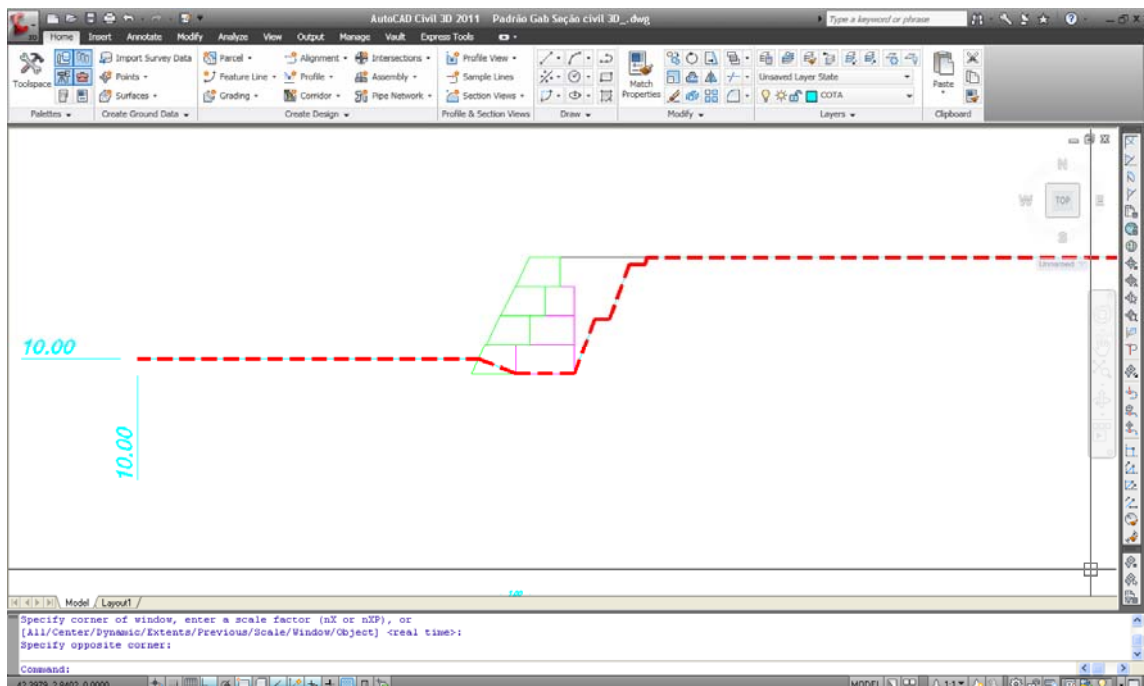 AutoCAD Civil 3D 2011 Padrão Gab Seção civil 3D_.dwg
Type a keyword or phrase
Home Insert Annotate Modify Analyze View Output Manage Vault Express Tools
Toolspace
Import Survey Data
Points
Surfaces
Parcel
Feature Line
Grading
Alignment
Profile
Corridor
Intersections
Assembly
Pipe Network
Profile View
Sample Lines
Section Views
Match Properties
Unsaved Layer State
COTA
Paste
Palettes Create Ground Data Create Design Profile & Section Views Draw Modify Layers Clipboard
N
W TOP E
S
Unnamed
10.00
10.00
Model Layout1
Specify corner of window, enter a scale factor (nX or nXP), or
[All/Center/Dynamic/Extents/Previous/Scale/Window/Object] <real time>:
Specify opposite corner:
Command:
MODEL 1:1